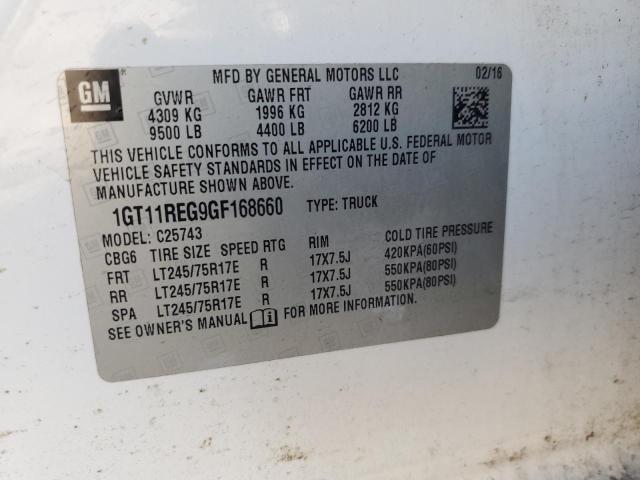 GM
MFD BY GENERAL MOTORS LLC 02/16
GVWR GAWR FRT GAWR RR
4309 KG 1996 KG 2812 KG
9500 LB 4400 LB 6200 LB
THIS VEHICLE CONFORMS TO ALL APPLICABLE U.S. FEDERAL MOTOR
VEHICLE SAFETY STANDARDS IN EFFECT ON THE DATE OF
MANUFACTURE SHOWN ABOVE.
1GT11REG9GF168660 TYPE: TRUCK
MODEL: C25743
CBG6 TIRE SIZE SPEED RTG RIM COLD TIRE PRESSURE
FRT LT245/75R17E R 17X7.5J 420KPA(60PSI)
RR LT245/75R17E R 17X7.5J 550KPA(80PSI)
SPA LT245/75R17E R 17X7.5J 550KPA(80PSI)
SEE OWNER'S MANUAL FOR MORE INFORMATION.